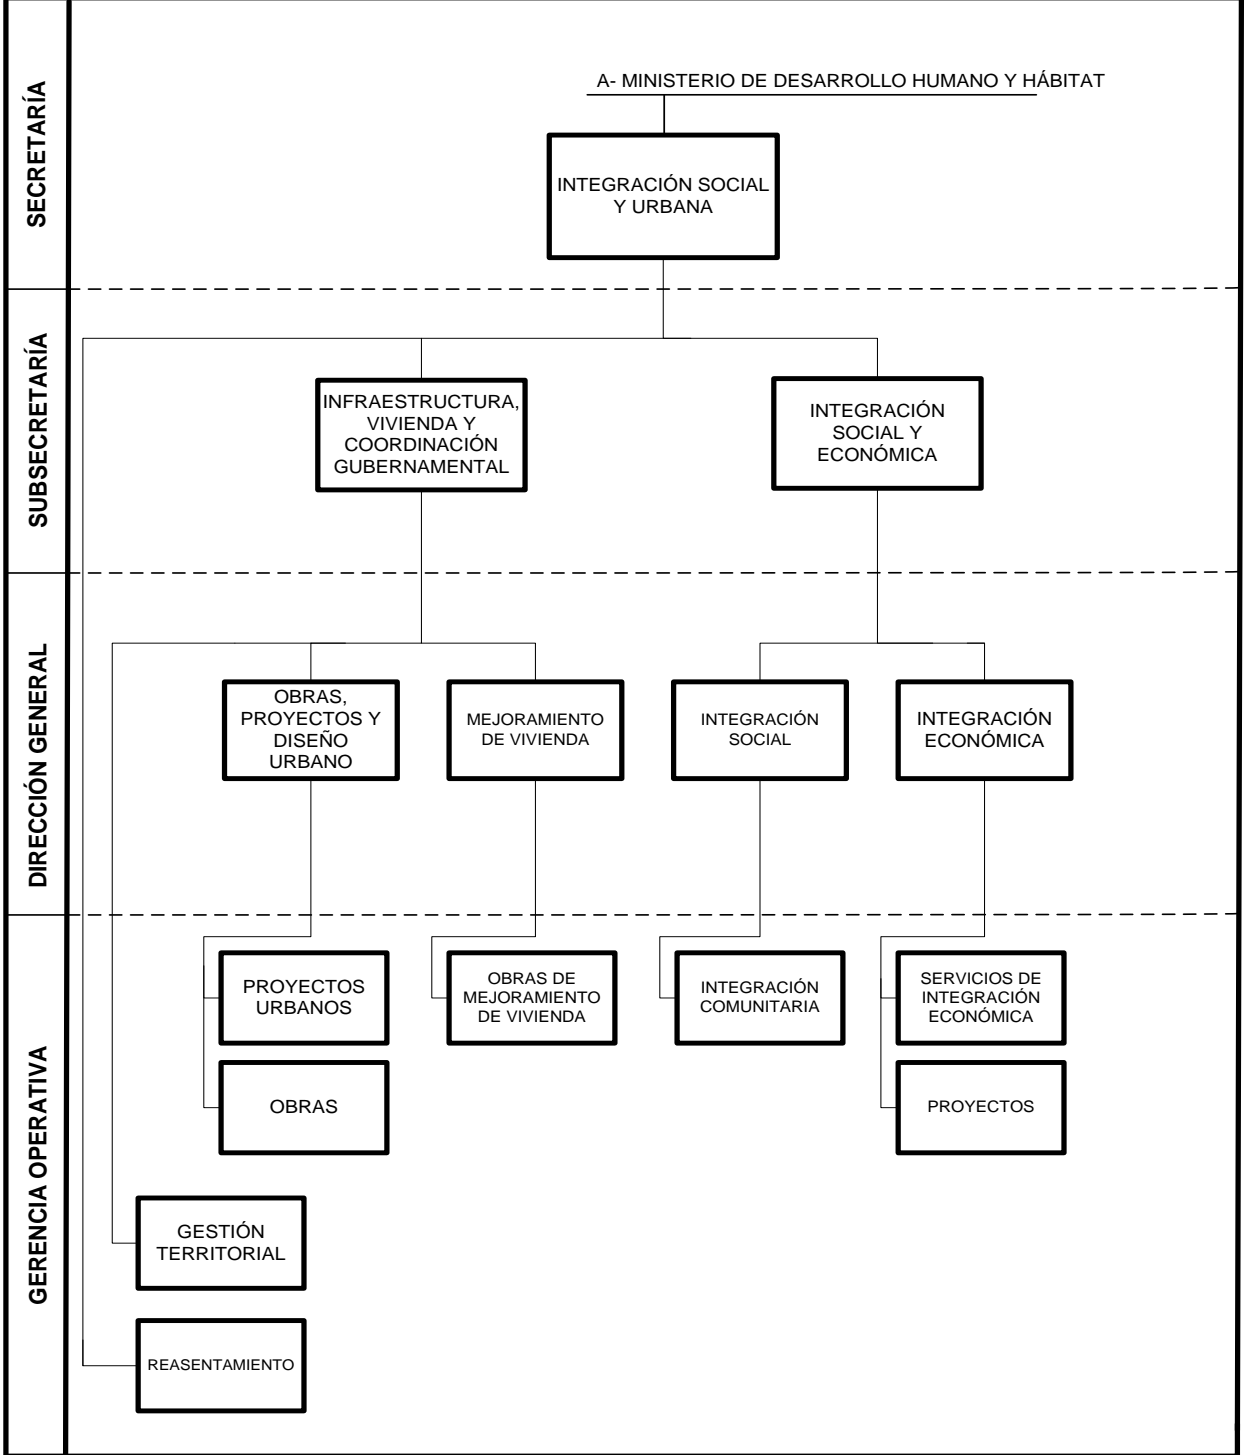 SECRETARÍA
A- MINISTERIO DE DESARROLLO HUMANO Y HÁBITAT
INTEGRACIÓN SOCIAL
Y URBANA
SUBSECRETARÍA
INFRAESTRUCTURA,
VIVIENDA Y
COORDINACIÓN
GUBERNAMENTAL
INTEGRACIÓN
SOCIAL Y
ECONÓMICA
DIRECCIÓN GENERAL
OBRAS,
PROYECTOS Y
DISEÑO
URBANO
MEJORAMIENTO
DE VIVIENDA
INTEGRACIÓN
SOCIAL
INTEGRACIÓN
ECONÓMICA
GERENCIA OPERATIVA
PROYECTOS
URBANOS
OBRAS DE
MEJORAMIENTO
DE VIVIENDA
INTEGRACIÓN
COMUNITARIA
SERVICIOS DE
INTEGRACIÓN
ECONÓMICA
OBRAS
PROYECTOS
GESTIÓN
TERRITORIAL
REASENTAMIENTO